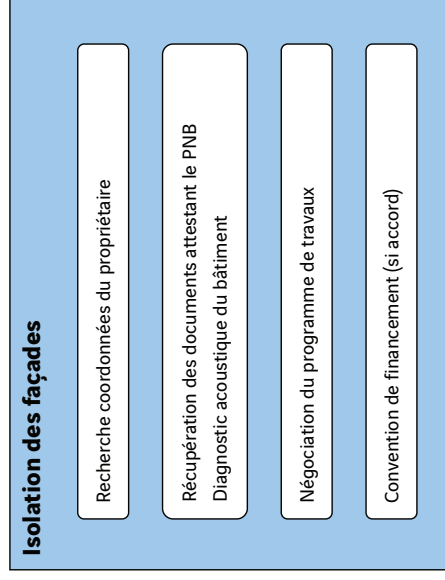 Isolation des façades
Recherche coordonnées du propriétaire
Récupération des documents attestant le PNB
Diagnostic acoustique du bâtiment
Négociation du programme de travaux
Convention de financement (si accord)